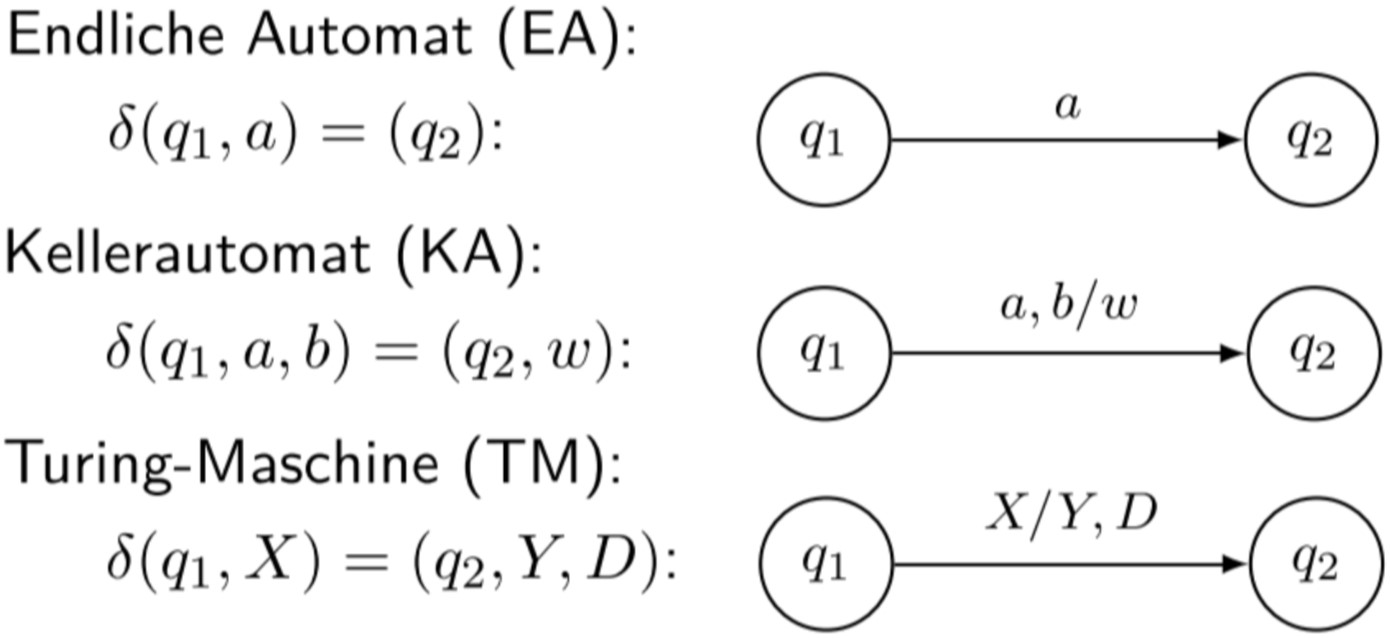 Endliche Automat (EA):
δ(q₁, a) = (q₂):
q₁ a q₂
Kellerautomat (KA):
δ(q₁, a, b) = (q₂, w):
q₁ a, b/w q₂
Turing-Maschine (TM):
δ(q₁, X) = (q₂, Y, D):
q₁ X/Y, D q₂